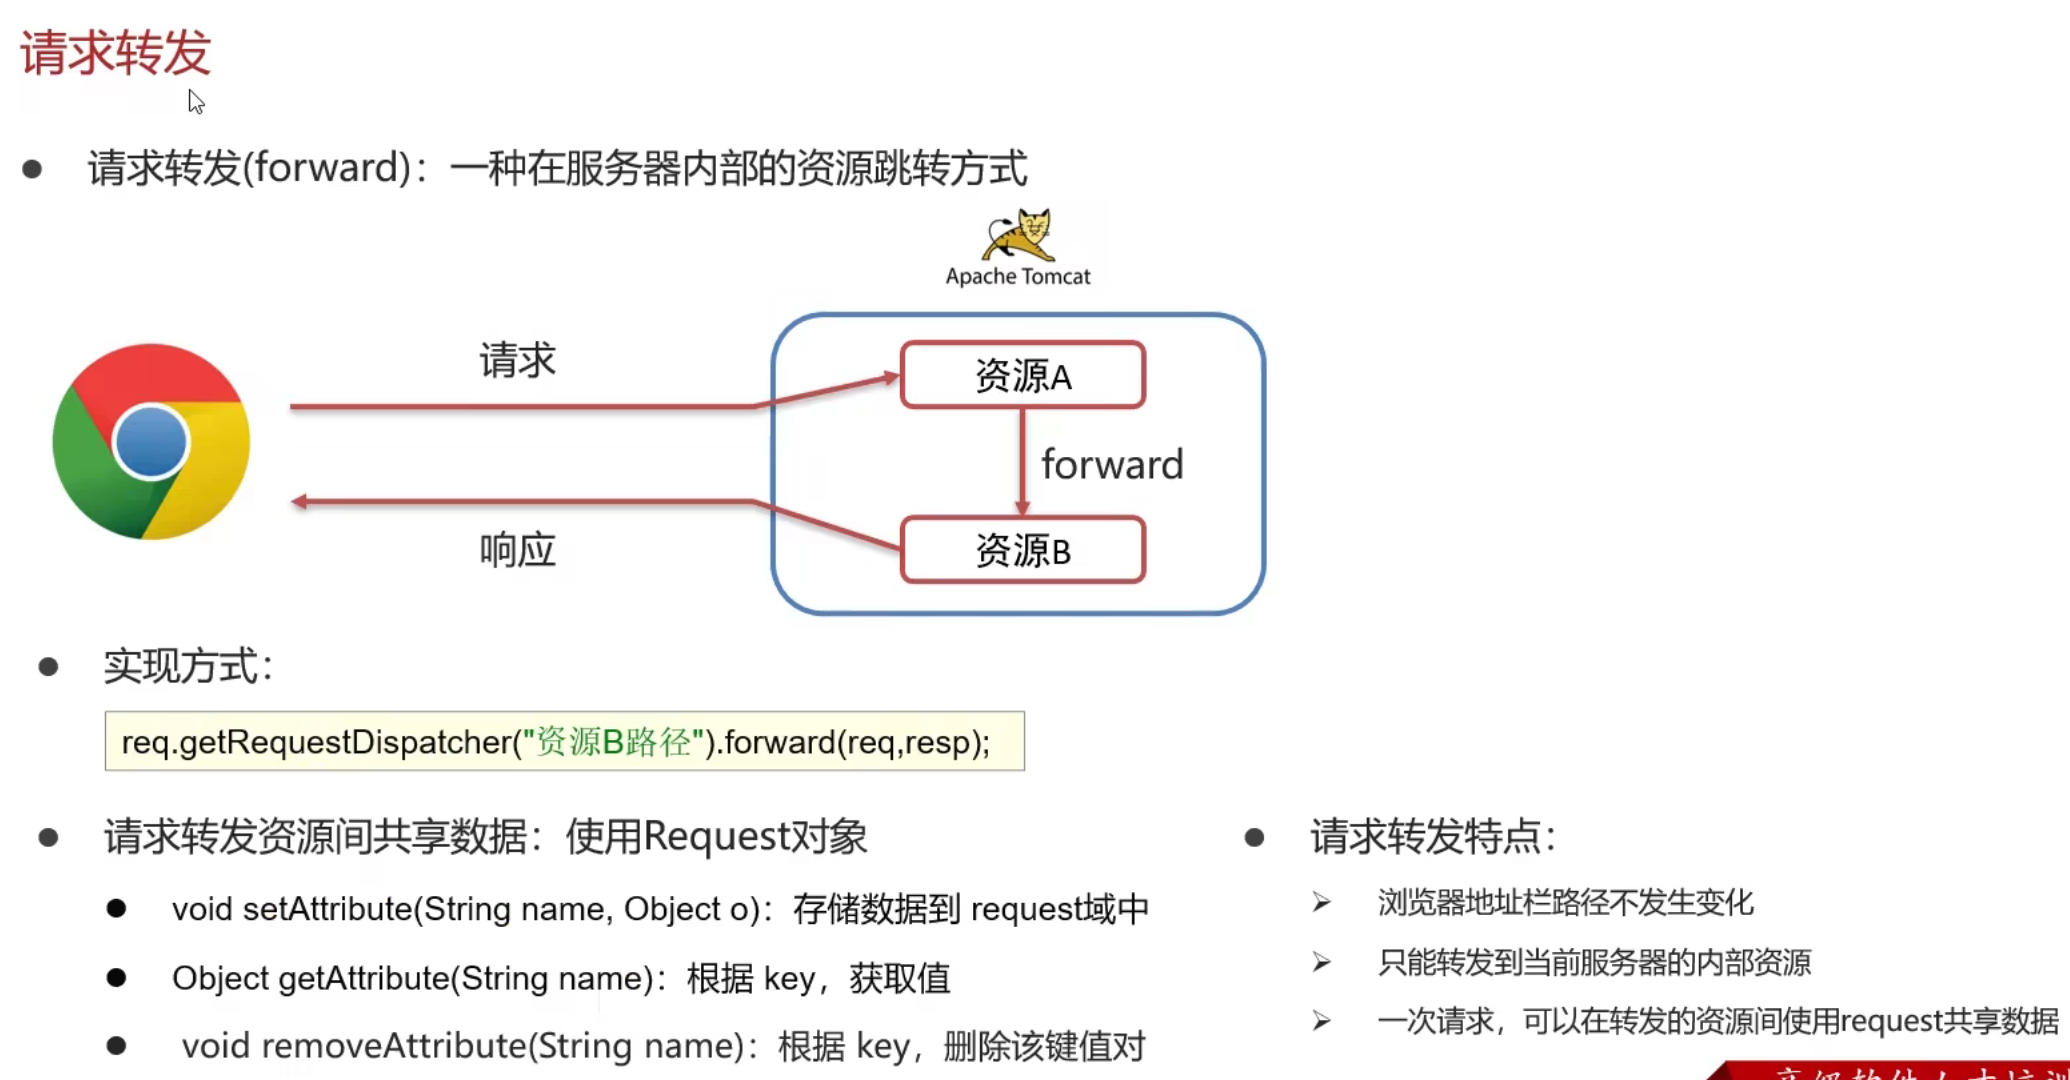 请求转发
请求转发(forward)：一种在服务器内部的资源跳转方式
Apache Tomcat
请求
资源A
forward
响应
资源B
实现方式：
req.getRequestDispatcher("资源B路径").forward(req,resp);
请求转发资源间共享数据：使用Request对象
void setAttribute(String name, Object o)：存储数据到 request域中
Object getAttribute(String name)：根据 key，获取值
void removeAttribute(String name)：根据 key，删除该键值对
请求转发特点：
浏览器地址栏路径不发生变化
只能转发到当前服务器的内部资源
一次请求，可以在转发的资源间使用request共享数据